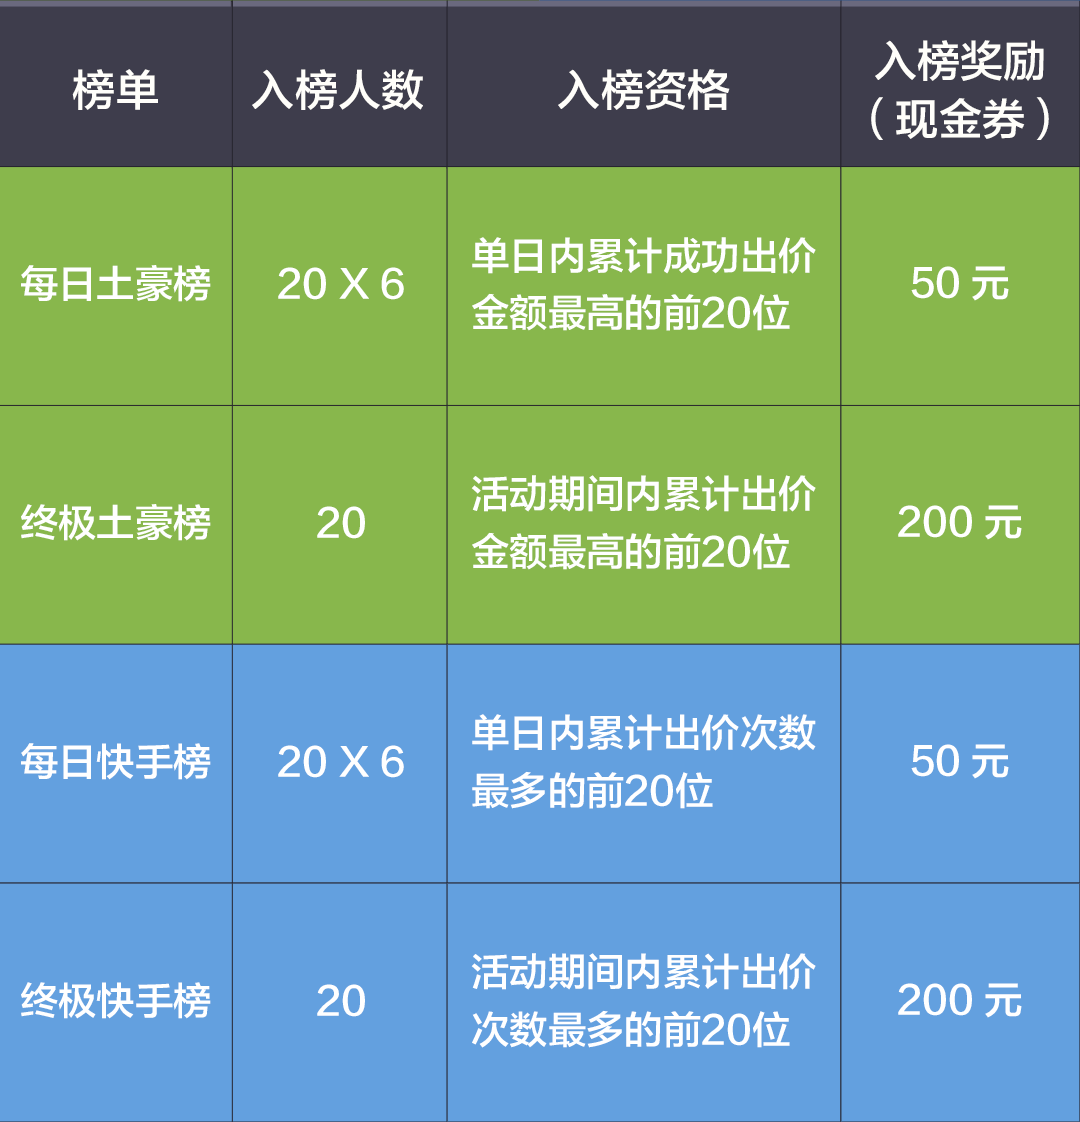 榜单
入榜人数
入榜资格
入榜奖励
（现金券）
每日土豪榜
20 X 6
单日内累计成功出价
金额最高的前20位
50 元
终极土豪榜
20
活动期间内累计出价
金额最高的前20位
200 元
每日快手榜
20 X 6
单日内累计出价次数
最多的前20位
50 元
终极快手榜
20
活动期间内累计出价
次数最多的前20位
200 元